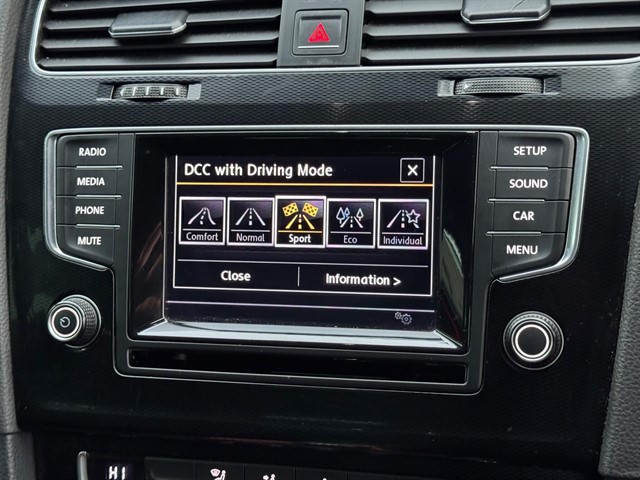 RADIO
MEDIA
PHONE
MUTE
DCC with Driving Mode
Comfort
Normal
Sport
Eco
Individual
Close
Information >
SETUP
SOUND
CAR
MENU
HI